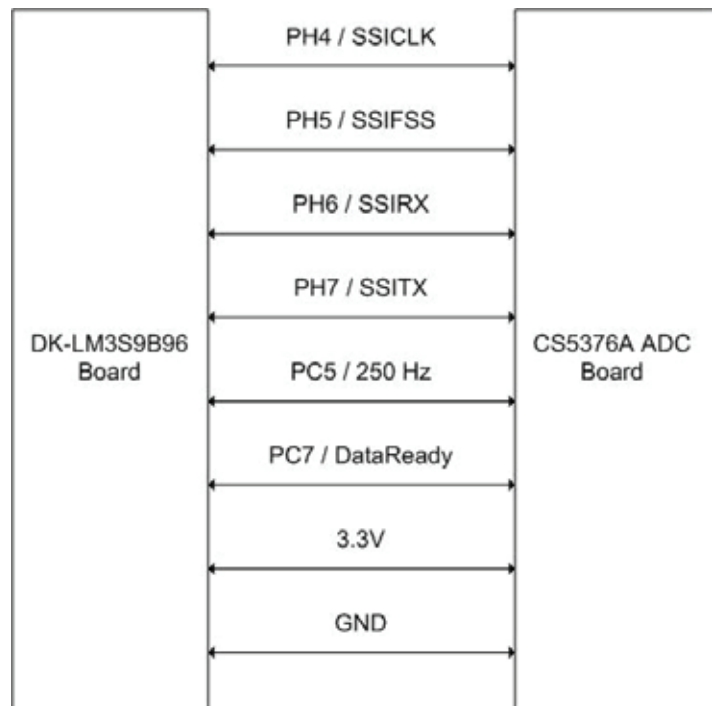 PH4 / SSICLK
PH5 / SSIFSS
PH6 / SSIRX
PH7 / SSITX
DK-LM3S9B96
Board
CS5376A ADC
Board
PC5 / 250 Hz
PC7 / DataReady
3.3V
GND